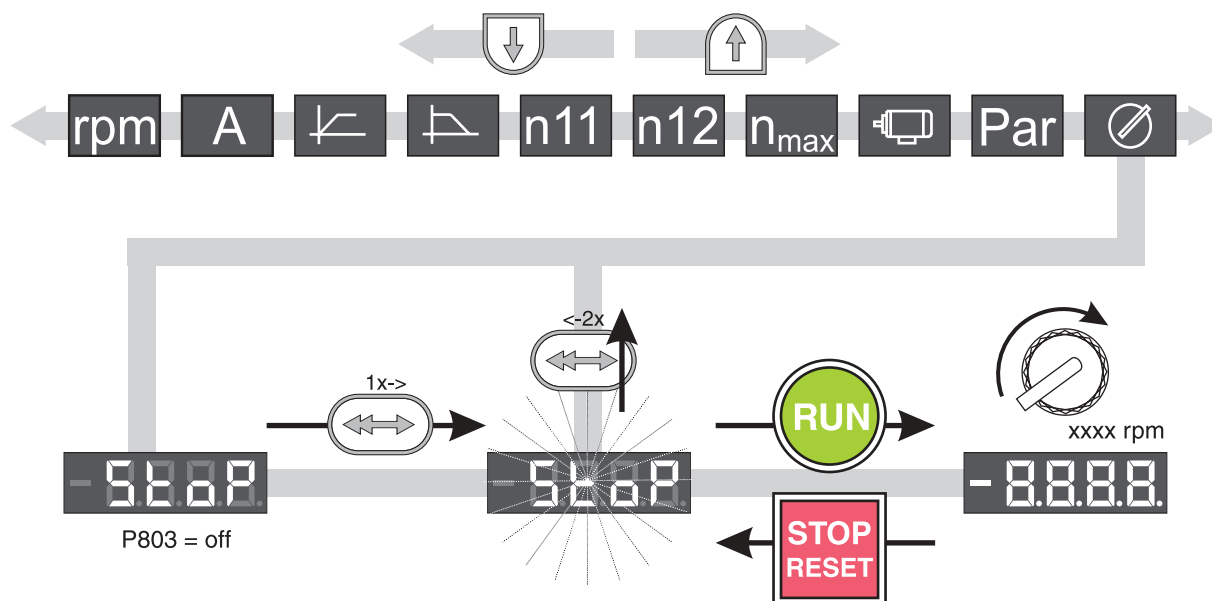 rpm A n11 n12 nmax Par
<-2x
1x->
RUN
xxxx rpm
StoP StoP -8.8.8.8.
P803 = off
STOP
RESET